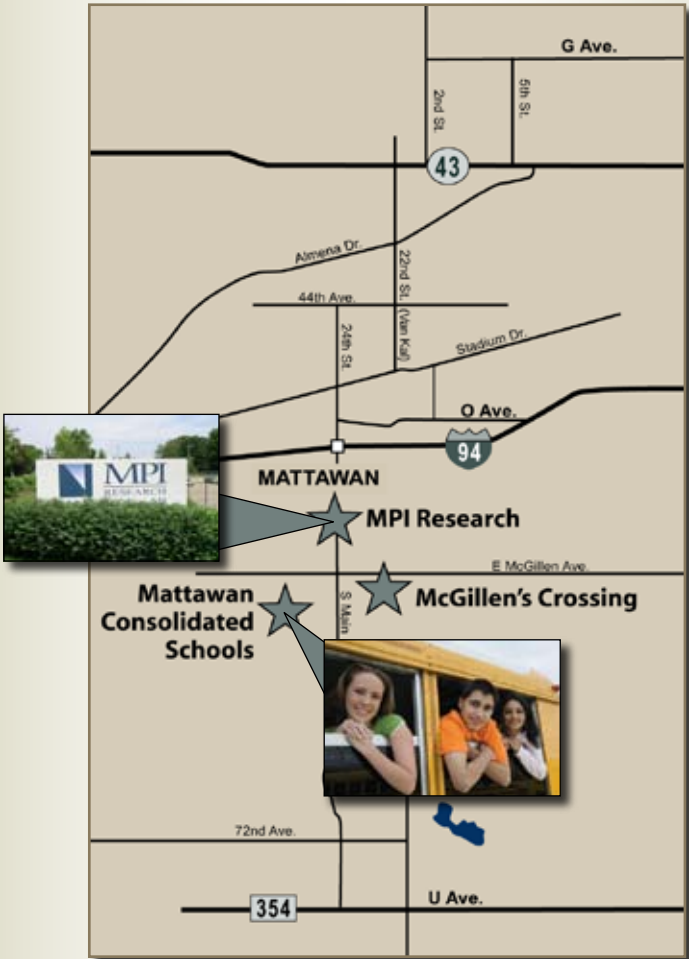 G Ave.
2nd St.
5th St.
43
Almena Dr.
22nd St. (Van Kal)
44th Ave.
24th St.
Stadium Dr.
O Ave.
94
MPI
RESEARCH
MATTAWAN
MPI Research
E McGillen Ave.
Mattawan
Consolidated
Schools
S Main
McGillen's Crossing
72nd Ave.
354
U Ave.